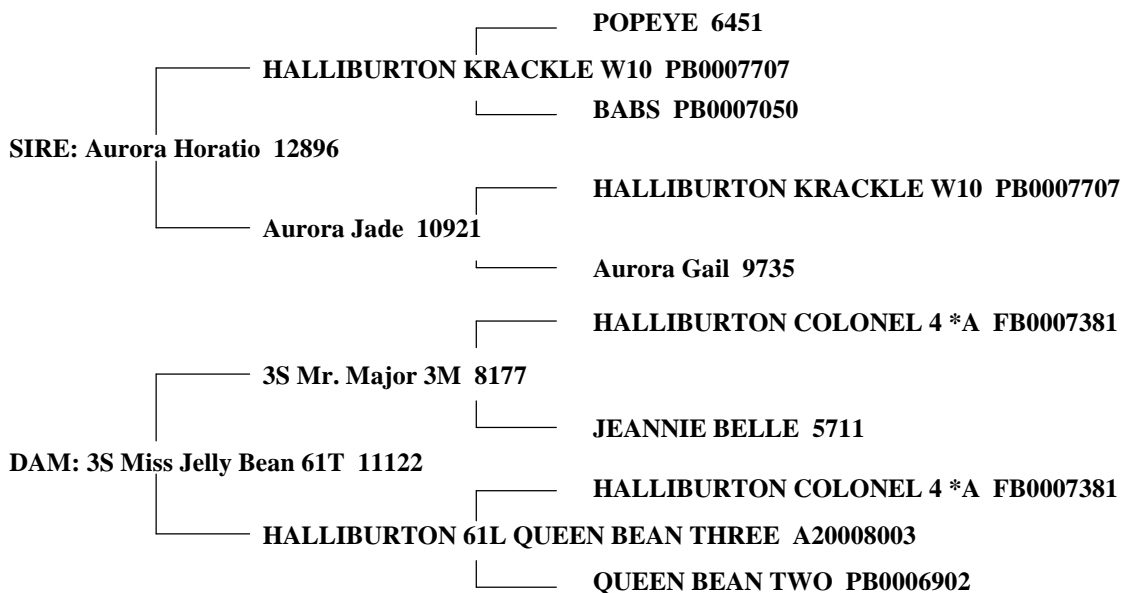 POPEYE 6451
HALLIBURTON KRACKLE W10 PB0007707
BABS PB0007050
SIRE: Aurora Horatio 12896
HALLIBURTON KRACKLE W10 PB0007707
Aurora Jade 10921
Aurora Gail 9735
HALLIBURTON COLONEL 4 *A FB0007381
3S Mr. Major 3M 8177
JEANNIE BELLE 5711
DAM: 3S Miss Jelly Bean 61T 11122
HALLIBURTON COLONEL 4 *A FB0007381
HALLIBURTON 61L QUEEN BEAN THREE A20008003
QUEEN BEAN TWO PB0006902